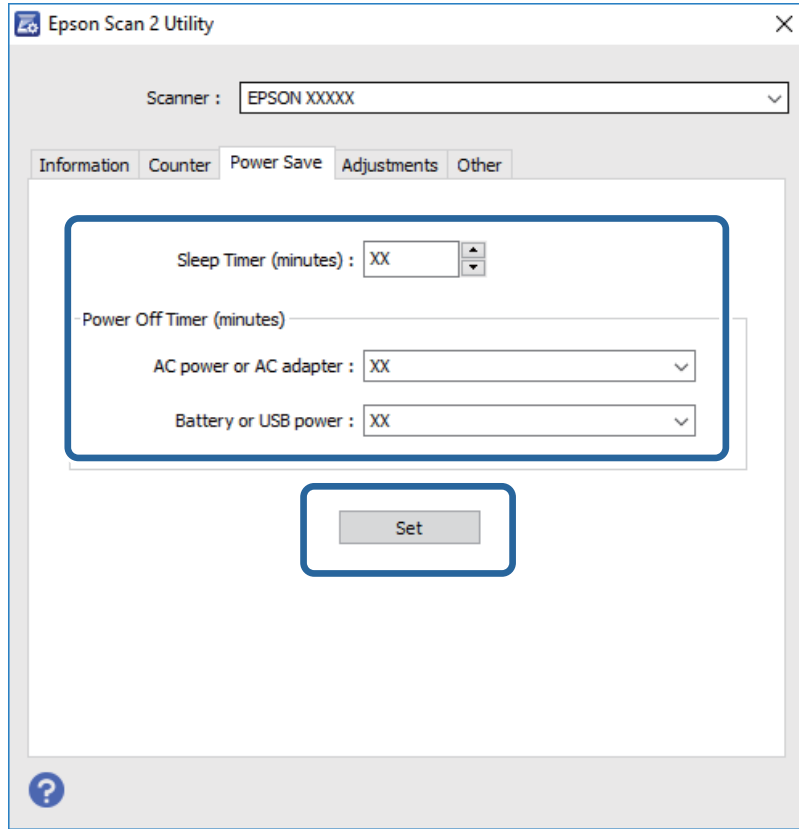 Epson Scan 2 Utility
Scanner : EPSON XXXXX
Information Counter Power Save Adjustments Other
Sleep Timer (minutes) : XX
Power Off Timer (minutes)
AC power or AC adapter : XX
Battery or USB power : XX
Set
?